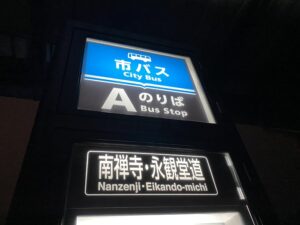 市バス
City Bus
A のりば
Bus Stop
南禅寺・永観堂道
Nanzenji・Eikando-michi